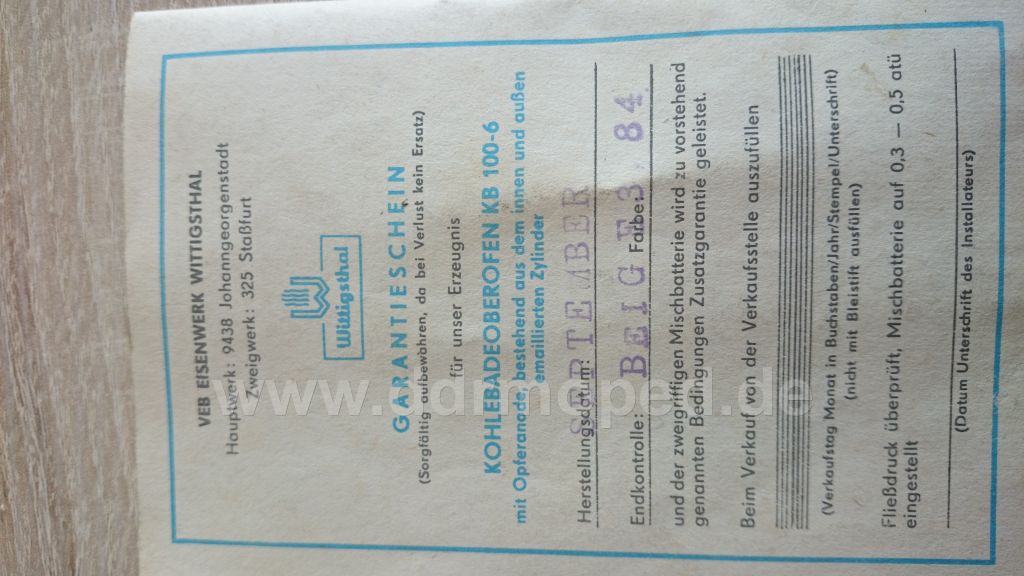 VEB EISENWERK WITTIGSTHAL
Hauptwerk: 9438 Johanngeorgenstadt
Zweigwerk: 325 Staßfurt
Wittigsthal
GARANTIESCHEIN
(Sorgfältig aufbewahren, da bei Verlust kein Ersatz)
für unser Erzeugnis
KOHLEBADEOBEROFEN KB 100-6
mit Opferanode, bestehend aus dem innen und außen
emaillierten Zylinder
Herstellungsdatum: SEPTEMBER 84
Endkontrolle: BEIGE Farbe:
und der zweigriffigen Mischbatterie wird zu vorstehend
genannten Bedingungen Zusatzgarantie geleistet.
Beim Verkauf von der Verkaufsstelle auszufüllen
(Verkaufstag Monat in Buchstaben/Jahr/Stempel/Unterschrift)
(nicht mit Bleistift ausfüllen)
Fließdruck überprüft, Mischbatterie auf 0,3 — 0,5 atü
eingestellt
(Datum Unterschrift des Installateurs)
www.ddrmoped.de